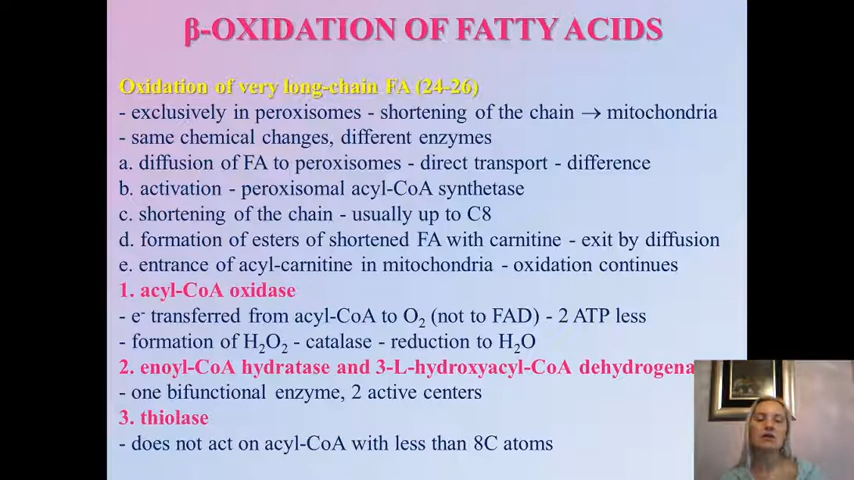 β-OXIDATION OF FATTY ACIDS
Oxidation of very long-chain FA (24-26)
- exclusively in peroxisomes - shortening of the chain → mitochondria
- same chemical changes, different enzymes
a. diffusion of FA to peroxisomes - direct transport - difference
b. activation - peroxisomal acyl-CoA synthetase
c. shortening of the chain - usually up to C8
d. formation of esters of shortened FA with carnitine - exit by diffusion
e. entrance of acyl-carnitine in mitochondria - oxidation continues
1. acyl-CoA oxidase
- e⁻ transferred from acyl-CoA to O₂ (not to FAD) - 2 ATP less
- formation of H₂O₂ - catalase - reduction to H₂O
2. enoyl-CoA hydratase and 3-L-hydroxyacyl-CoA dehydrogena
- one bifunctional enzyme, 2 active centers
3. thiolase
- does not act on acyl-CoA with less than 8C atoms